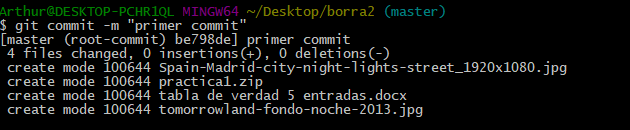 Arthur@DESKTOP-PCHR1QL MINGW64 ~/Desktop/borra2 (master)
$ git commit -m "primer commit"
[master (root-commit) be798de] primer commit
 4 files changed, 0 insertions(+), 0 deletions(-)
 create mode 100644 Spain-Madrid-city-night-lights-street_1920x1080.jpg
 create mode 100644 practica1.zip
 create mode 100644 tabla de verdad 5 entradas.docx
 create mode 100644 tomorrowland-fondo-noche-2013.jpg